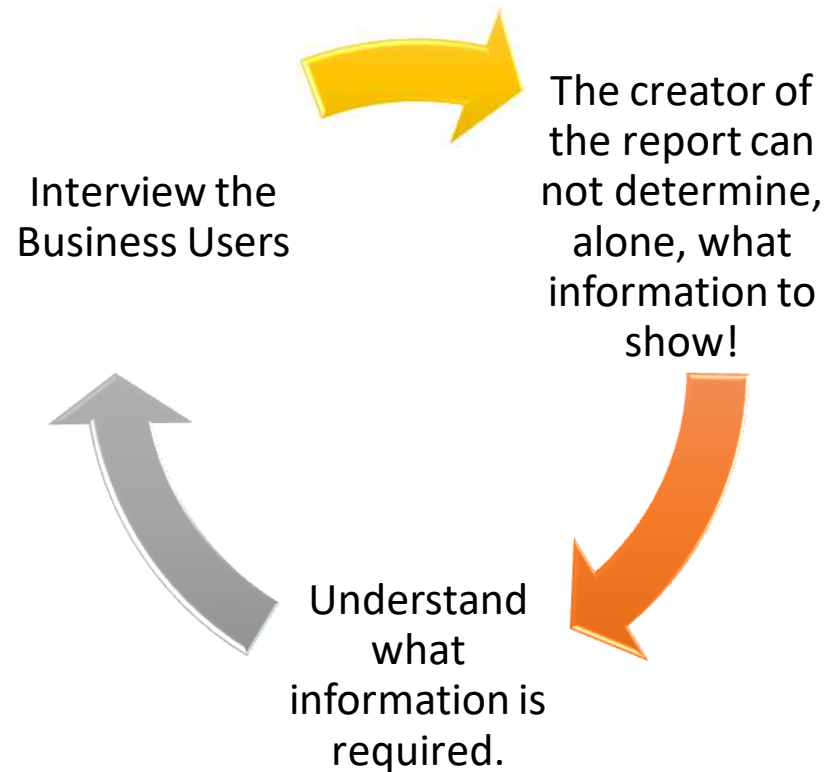 Interview the
Business Users
The creator of
the report can
not determine,
alone, what
information to
show!
Understand
what
information is
required.